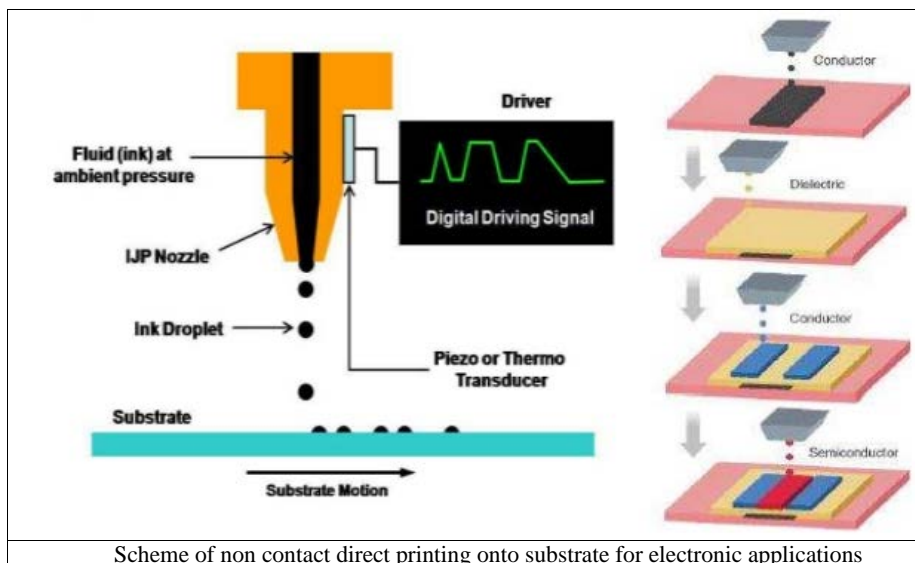 Driver
Fluid (ink) at
ambient pressure
Digital Driving Signal
IJP Nozzle
Ink Droplet
Piezo or Thermo
Transducer
Substrate
Substrate Motion
Conductor
Dielectric
Conductor
Semiconductor
Scheme of non contact direct printing onto substrate for electronic applications